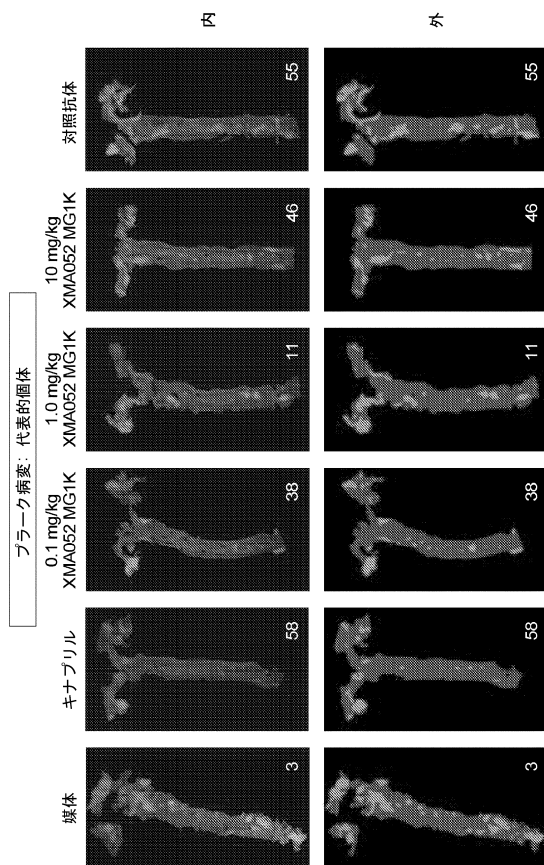 プラーク病変: 代表的個体
媒体
キナプリル
0.1 mg/kg
XMA052 MG1K
1.0 mg/kg
XMA052 MG1K
10 mg/kg
XMA052 MG1K
対照抗体
3
58
38
11
46
55
内
3
58
38
11
46
55
外